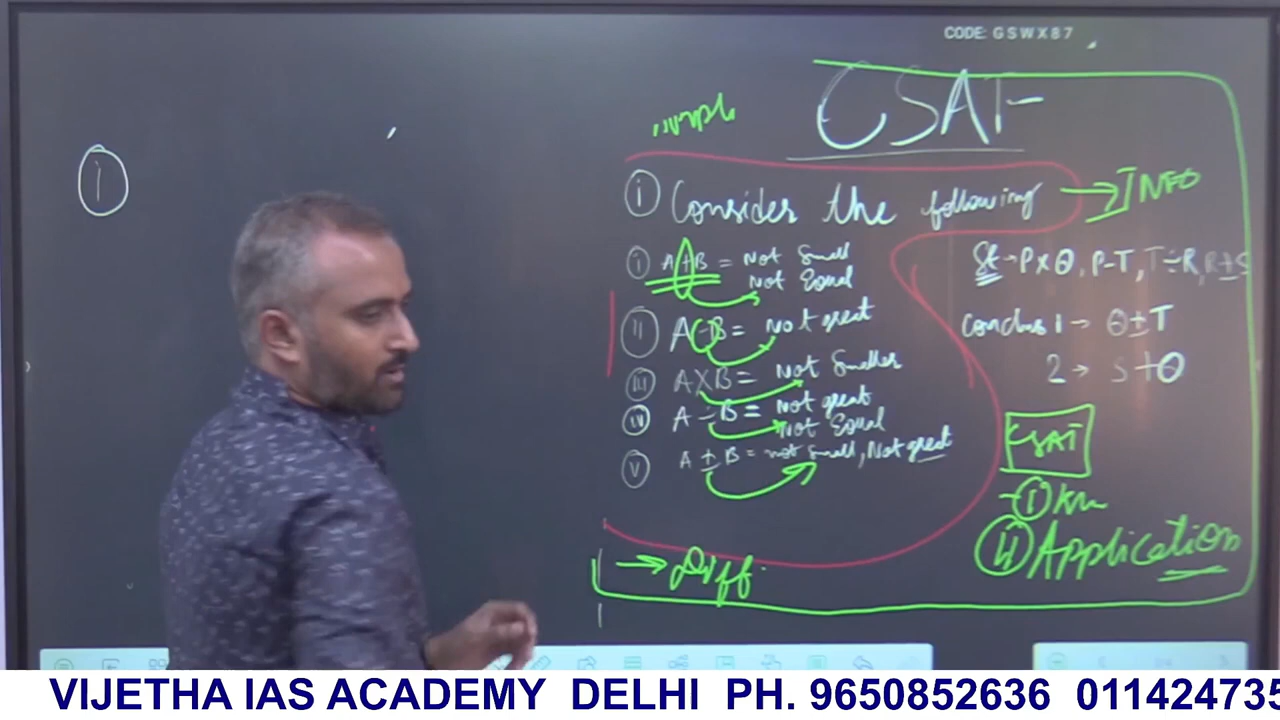 CODE: GSWX87
CSAT
(i) Consider the following → INFO
(i) A+B = Not Small
Not Equal
(ii) A-B = Not great
(iii) A×B = Not Smaller
(iv) A÷B = Not great
Not Equal
(v) A ± B = not small, Not great
St → P×Q, P-T, T÷R, R±S
Conclus 1 → Q±T
2 → S+Q
CSAT
(i) Kn
(ii) Application
→ Diff
(1)
VIJETHA IAS ACADEMY DELHI PH. 9650852636 011424735